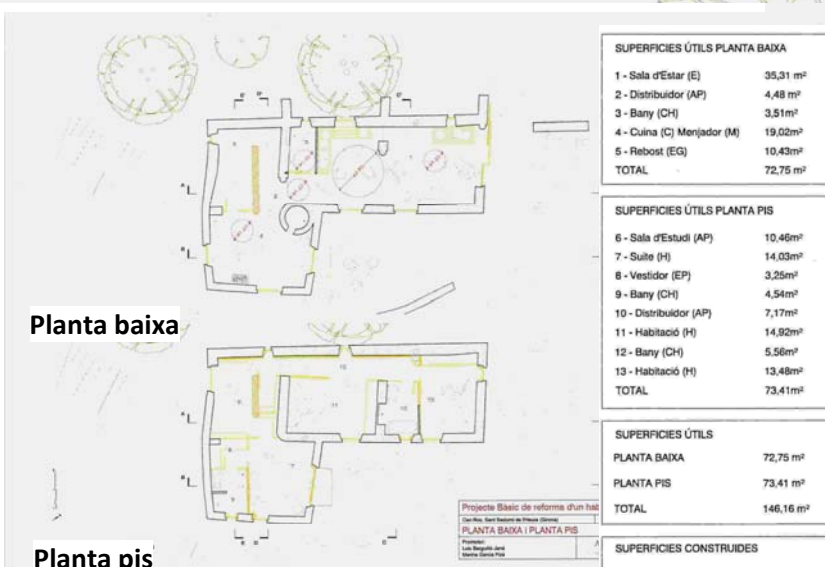 Planta baixa
Planta pis
SUPERFICIES ÚTILS PLANTA BAIXA
1 - Sala d'Estar (E) 35,31 m²
2 - Distribuidor (AP) 4,48 m²
3 - Bany (CH) 3,51m²
4 - Cuina (C) Menjador (M) 19,02m²
5 - Rebost (EG) 10,43m²
TOTAL 72,75 m²
SUPERFICIES ÚTILS PLANTA PIS
6 - Sala d'Estudi (AP) 10,46m²
7 - Suite (H) 14,03m²
8 - Vestidor (EP) 3,25m²
9 - Bany (CH) 4,54m²
10 - Distribuidor (AP) 7,17m²
11 - Habitació (H) 14,92m²
12 - Bany (CH) 5,56m²
13 - Habitació (H) 13,48m²
TOTAL 73,41m²
SUPERFICIES ÚTILS
PLANTA BAIXA 72,75 m²
PLANTA PIS 73,41 m²
TOTAL 146,16 m²
SUPERFICIES CONSTRUIDES
Projecte Bàsic de reforma d'un hab
PLANTA BAIXA I PLANTA PIS